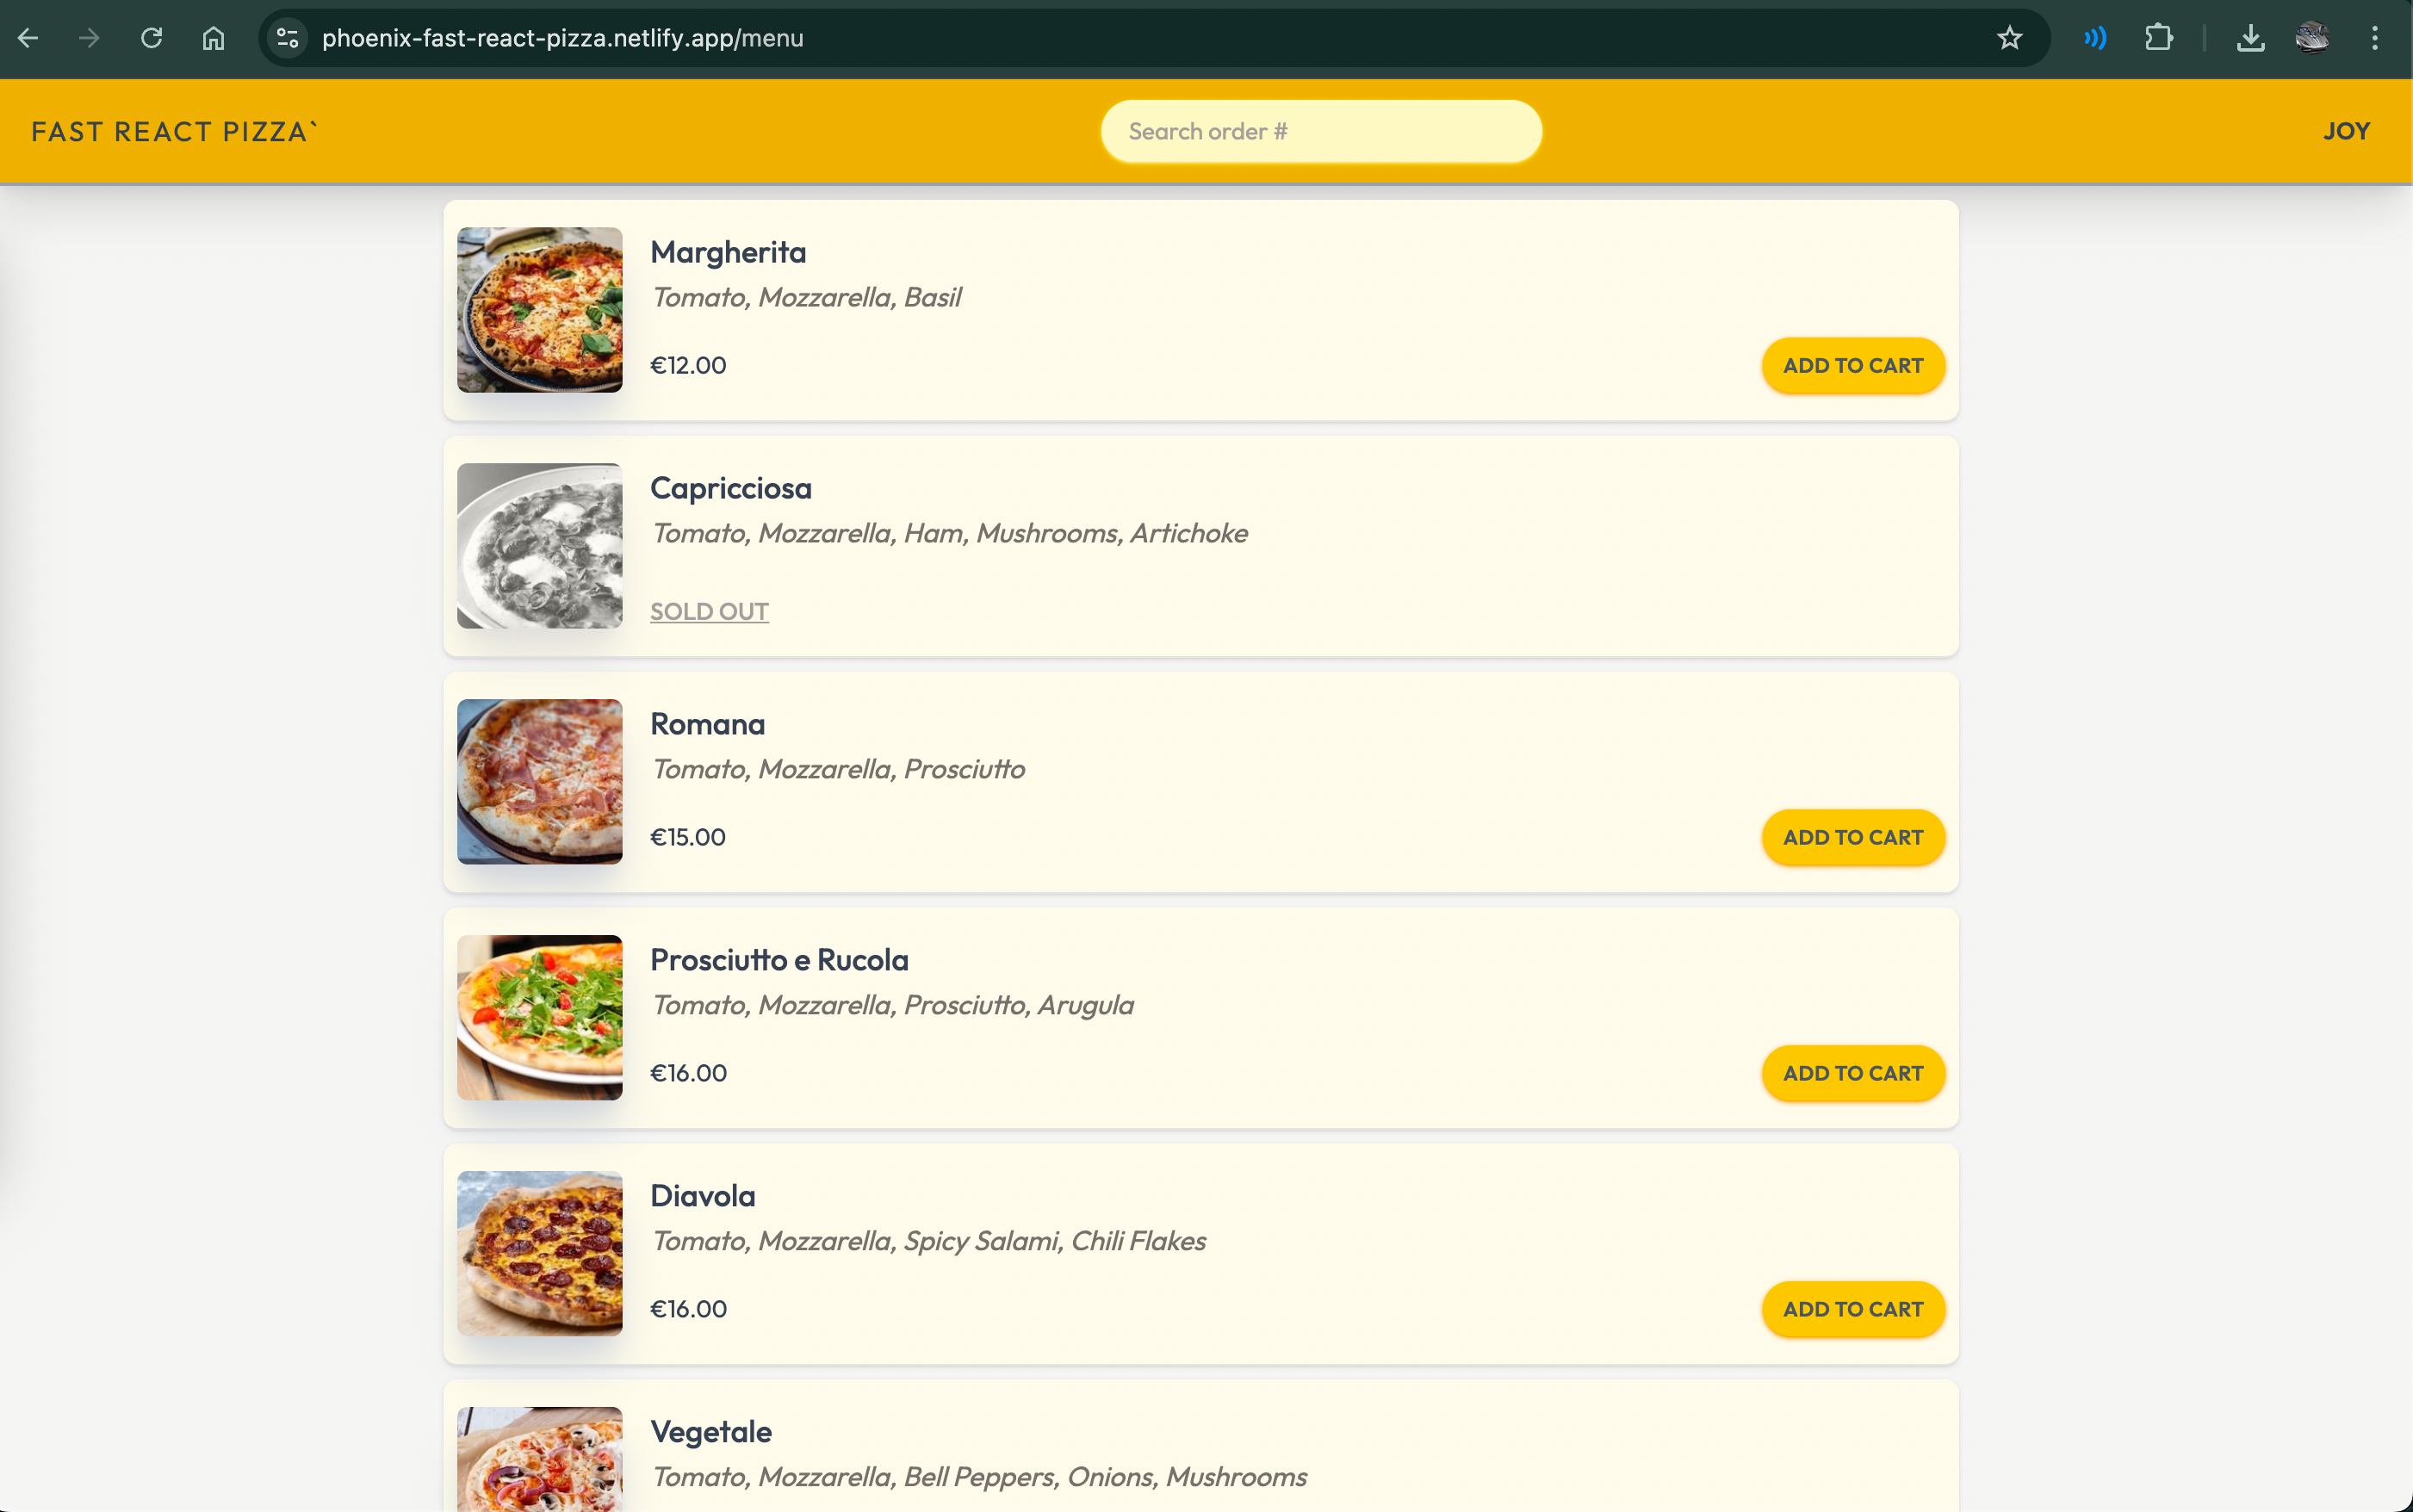 phoenix-fast-react-pizza.netlify.app/menu
FAST REACT PIZZA`
Search order #
JOY
Margherita
Tomato, Mozzarella, Basil
€12.00
ADD TO CART
Capricciosa
Tomato, Mozzarella, Ham, Mushrooms, Artichoke
SOLD OUT
Romana
Tomato, Mozzarella, Prosciutto
€15.00
ADD TO CART
Prosciutto e Rucola
Tomato, Mozzarella, Prosciutto, Arugula
€16.00
ADD TO CART
Diavola
Tomato, Mozzarella, Spicy Salami, Chili Flakes
€16.00
ADD TO CART
Vegetale
Tomato, Mozzarella, Bell Peppers, Onions, Mushrooms